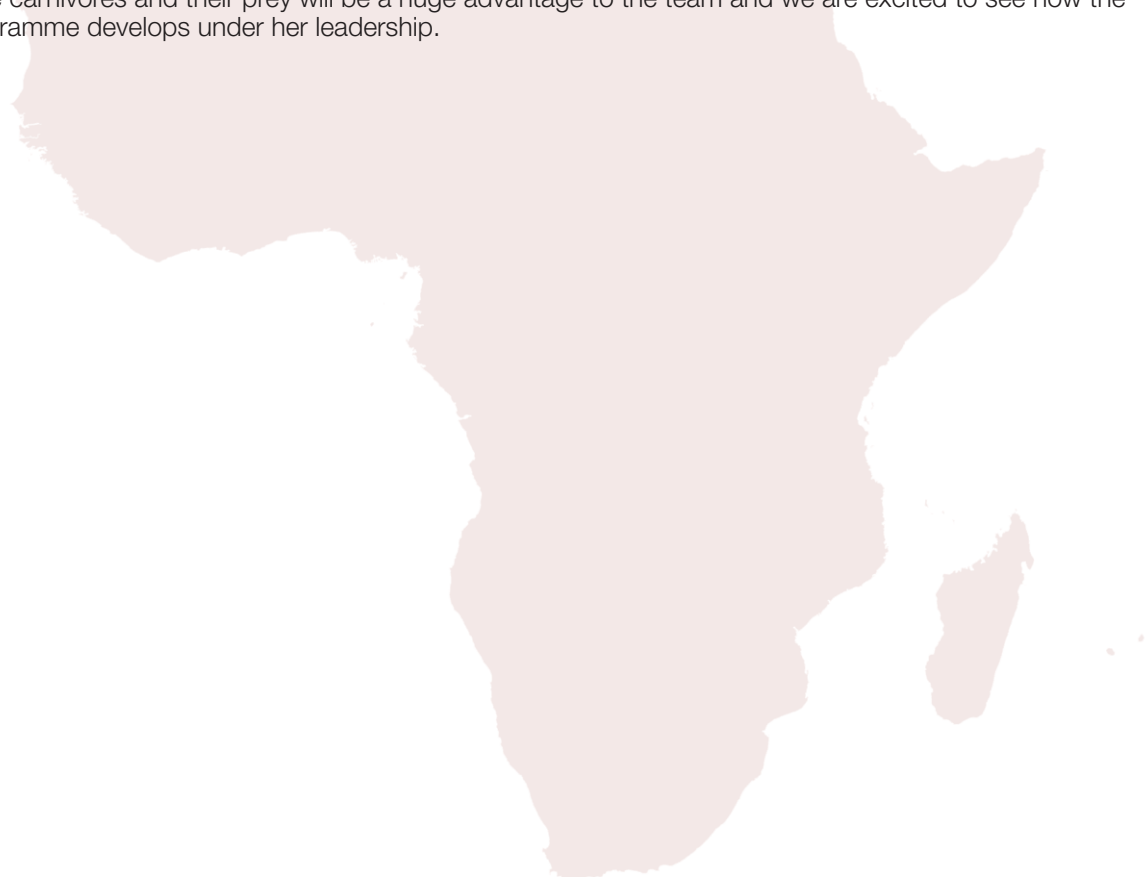 carnivores and their prey will be a huge advantage to the team and we are excited to see how the
ramme develops under her leadership.